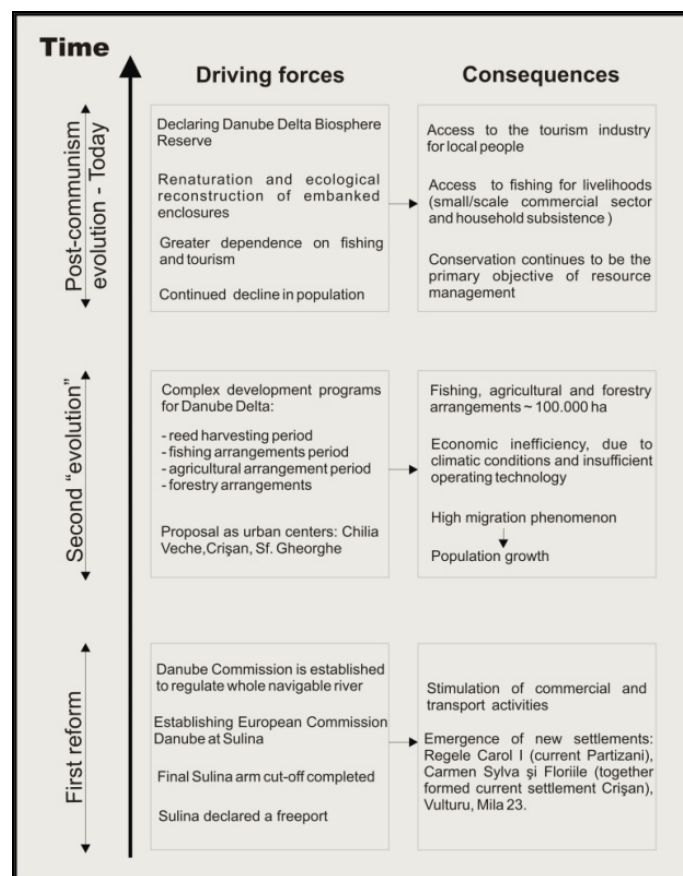 Time
Driving forces
Consequences
Post-communism
evolution - Today
Declaring Danube Delta Biosphere
Reserve
Renaturation and ecological
reconstruction of embanked
enclosures
Greater dependence on fishing
and tourism
Continued decline in population
Access to the tourism industry
for local people
Access to fishing for livelihoods
(small/scale commercial sector
and household subsistence )
Conservation continues to be the
primary objective of resource
management
Second “evolution”
Complex development programs
for Danube Delta:
- reed harvesting period
- fishing arrangements period
- agricultural arrangement period
- forestry arrangements
Proposal as urban centers: Chilia
Veche,Crişan, Sf. Gheorghe
Fishing, agricultural and forestry
arrangements ~ 100.000 ha
Economic inefficiency, due to
climatic conditions and insufficient
operating technology
High migration phenomenon
Population growth
First reform
Danube Commission is established
to regulate whole navigable river
Establishing European Commission
Danube at Sulina
Final Sulina arm cut-off completed
Sulina declared a freeport
Stimulation of commercial and
transport activities
Emergence of new settlements:
Regele Carol I (current Partizani),
Carmen Sylva şi Floriile (together
formed current settlement Crişan),
Vulturu, Mila 23.